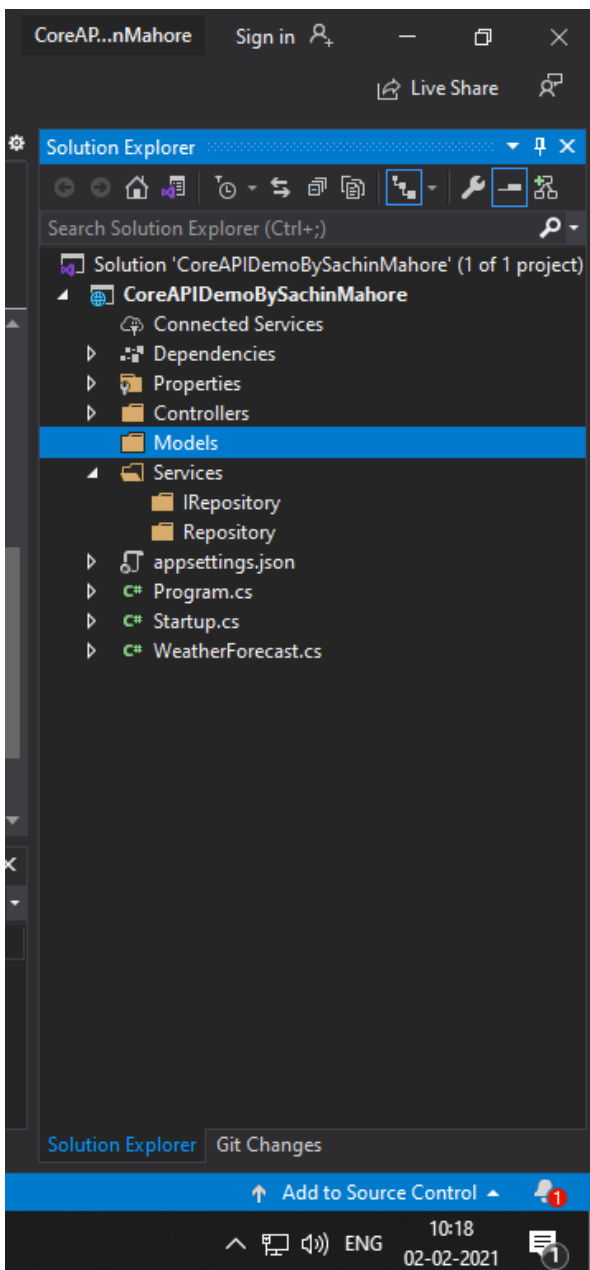 CoreAP...nMahore Sign in
Live Share
Solution Explorer
Search Solution Explorer (Ctrl+;)
Solution 'CoreAPIDemoBySachinMahore' (1 of 1 project)
CoreAPIDemoBySachinMahore
Connected Services
Dependencies
Properties
Controllers
Models
Services
IRepository
Repository
appsettings.json
C# Program.cs
C# Startup.cs
C# WeatherForecast.cs
Solution Explorer Git Changes
Add to Source Control 1
ENG 10:18
02-02-2021 1